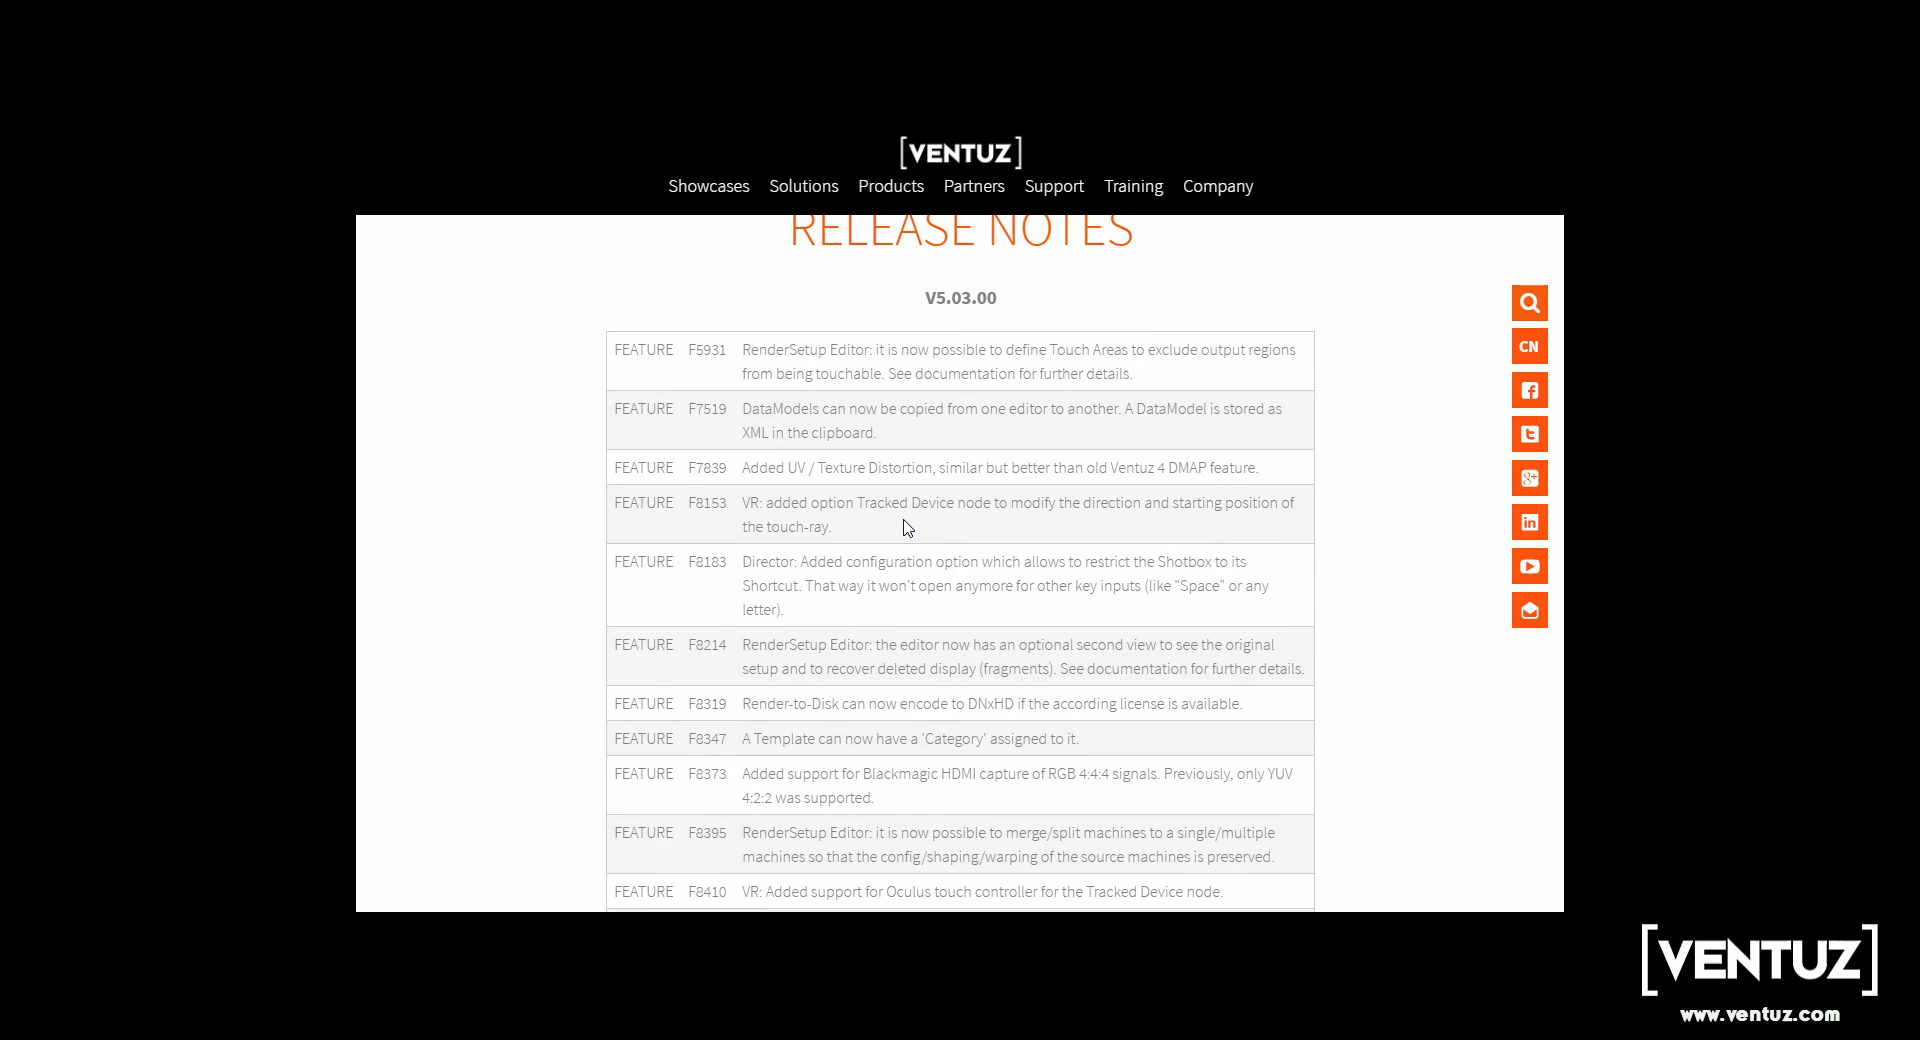 [VENTUZ]
Showcases Solutions Products Partners Support Training Company
RELEASE NOTES
V5.03.00
FEATURE F5931 RenderSetup Editor: it is now possible to define Touch Areas to exclude output regions
from being touchable. See documentation for further details.
FEATURE F7519 DataModels can now be copied from one editor to another. A DataModel is stored as
XML in the clipboard.
FEATURE F7839 Added UV / Texture Distortion, similar but better than old Ventuz 4 DMAP feature.
FEATURE F8153 VR: added option Tracked Device node to modify the direction and starting position of
the touch-ray.
FEATURE F8183 Director: Added configuration option which allows to restrict the Shotbox to its
Shortcut. That way it won't open anymore for other key inputs (like "Space" or any
letter).
FEATURE F8214 RenderSetup Editor: the editor now has an optional second view to see the original
setup and to recover deleted display (fragments). See documentation for further details.
FEATURE F8319 Render-to-Disk can now encode to DNxHD if the according license is available.
FEATURE F8347 A Template can now have a 'Category' assigned to it.
FEATURE F8373 Added support for Blackmagic HDMI capture of RGB 4:4:4 signals. Previously, only YUV
4:2:2 was supported.
FEATURE F8395 RenderSetup Editor: it is now possible to merge/split machines to a single/multiple
machines so that the config/shaping/warping of the source machines is preserved.
FEATURE F8410 VR: Added support for Oculus touch controller for the Tracked Device node.
CN
f
t
g+
in
[VENTUZ]
www.ventuz.com